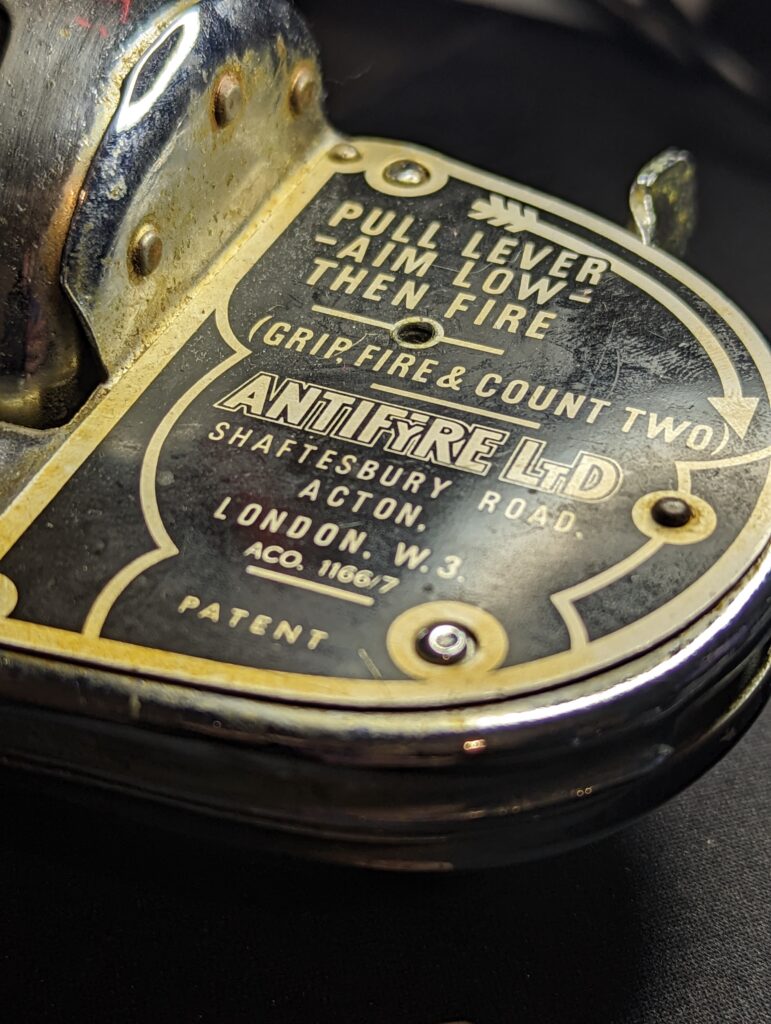 PULL LEVER
-AIM LOW-
THEN FIRE
(GRIP, FIRE & COUNT TWO)
ANTIFYRE LTD
SHAFTESBURY ROAD.
ACTON,
LONDON. W.3.
ACO. 1166/7
PATENT